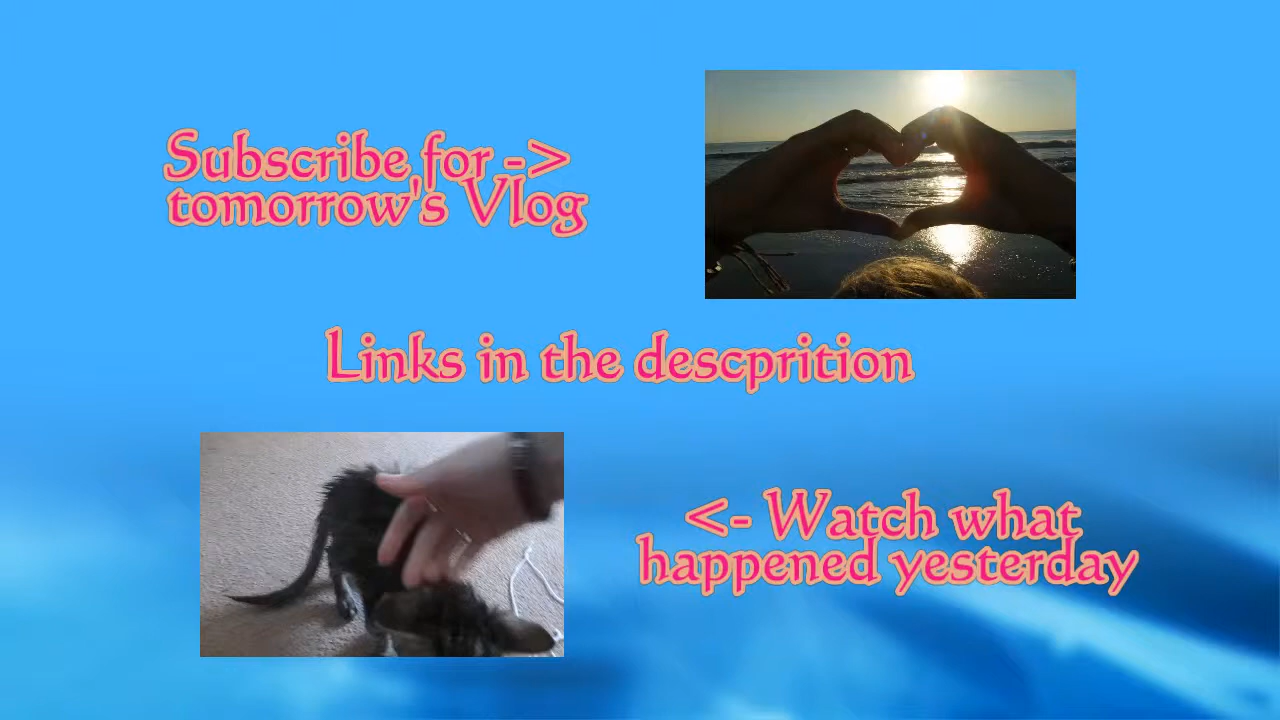 Subscribe for ->
tomorrow's Vlog
Links in the descprition
<- Watch what
happened yesterday